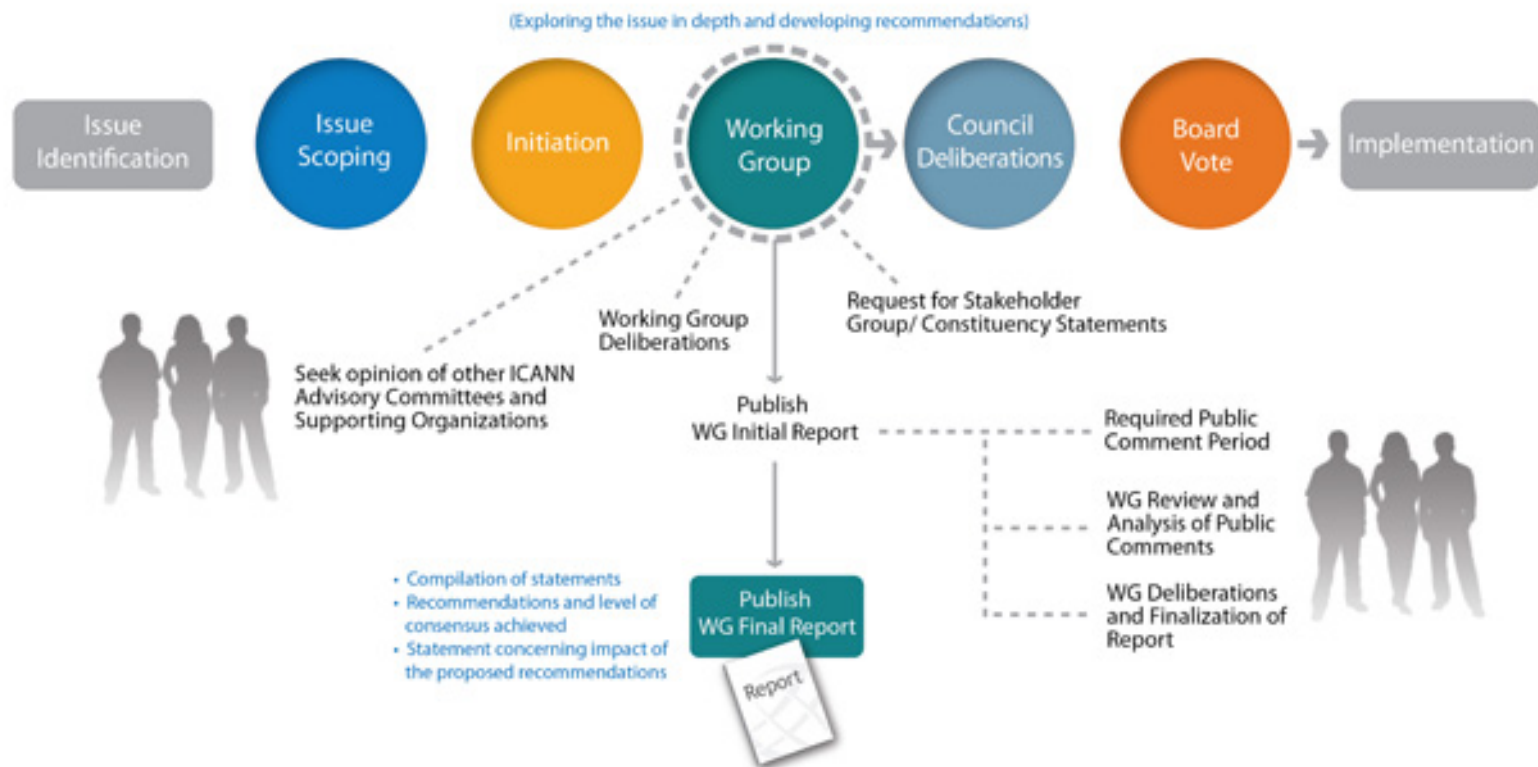 (Exploring the issue in depth and developing recommendations)
Issue
Identification
Issue
Scoping
Initiation
Working
Group
Council
Deliberations
Board
Vote
Implementation
Seek opinion of other ICANN
Advisory Committees and
Supporting Organizations
Working Group
Deliberations
Request for Stakeholder
Group/ Constituency Statements
Publish
WG Initial Report
Required Public
Comment Period
WG Review and
Analysis of Public
Comments
WG Deliberations
and Finalization of
Report
• Compilation of statements
• Recommendations and level of
consensus achieved
• Statement concerning impact of
the proposed recommendations
Publish
WG Final Report
Report